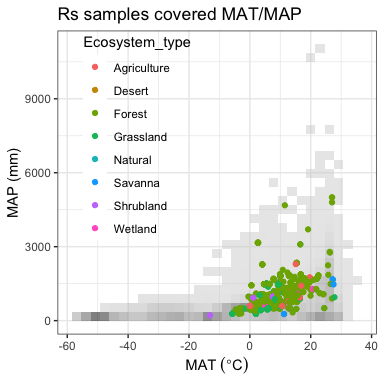 Rs samples covered MAT/MAP
Ecosystem_type
Agriculture
Desert
Forest
Grassland
Natural
Savanna
Shrubland
Wetland
MAP (mm)
9000
6000
3000
0
-60
-40
-20
0
20
40
MAT (°C)